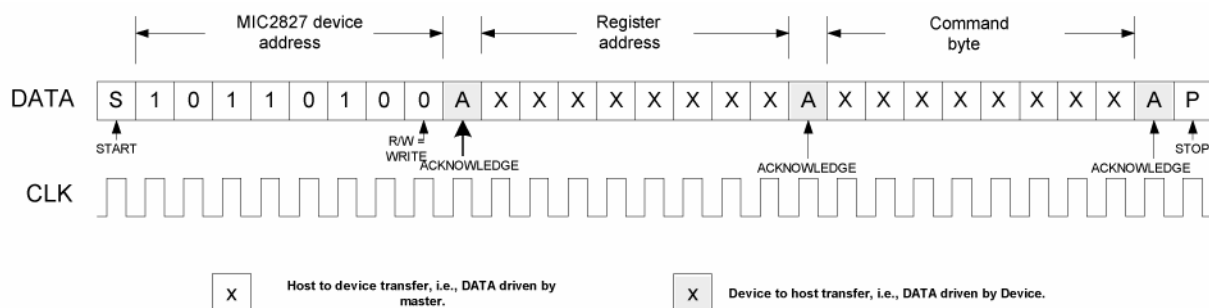 MIC2827 device
address
Register
address
Command
byte
DATA
S 1 0 1 1 0 1 0 0 A X X X X X X X X A X X X X X X X X A P
START
R/W =
WRITE
ACKNOWLEDGE
ACKNOWLEDGE
ACKNOWLEDGE
STOP
CLK
X
Host to device transfer, i.e., DATA driven by
master.
X
Device to host transfer, i.e., DATA driven by Device.